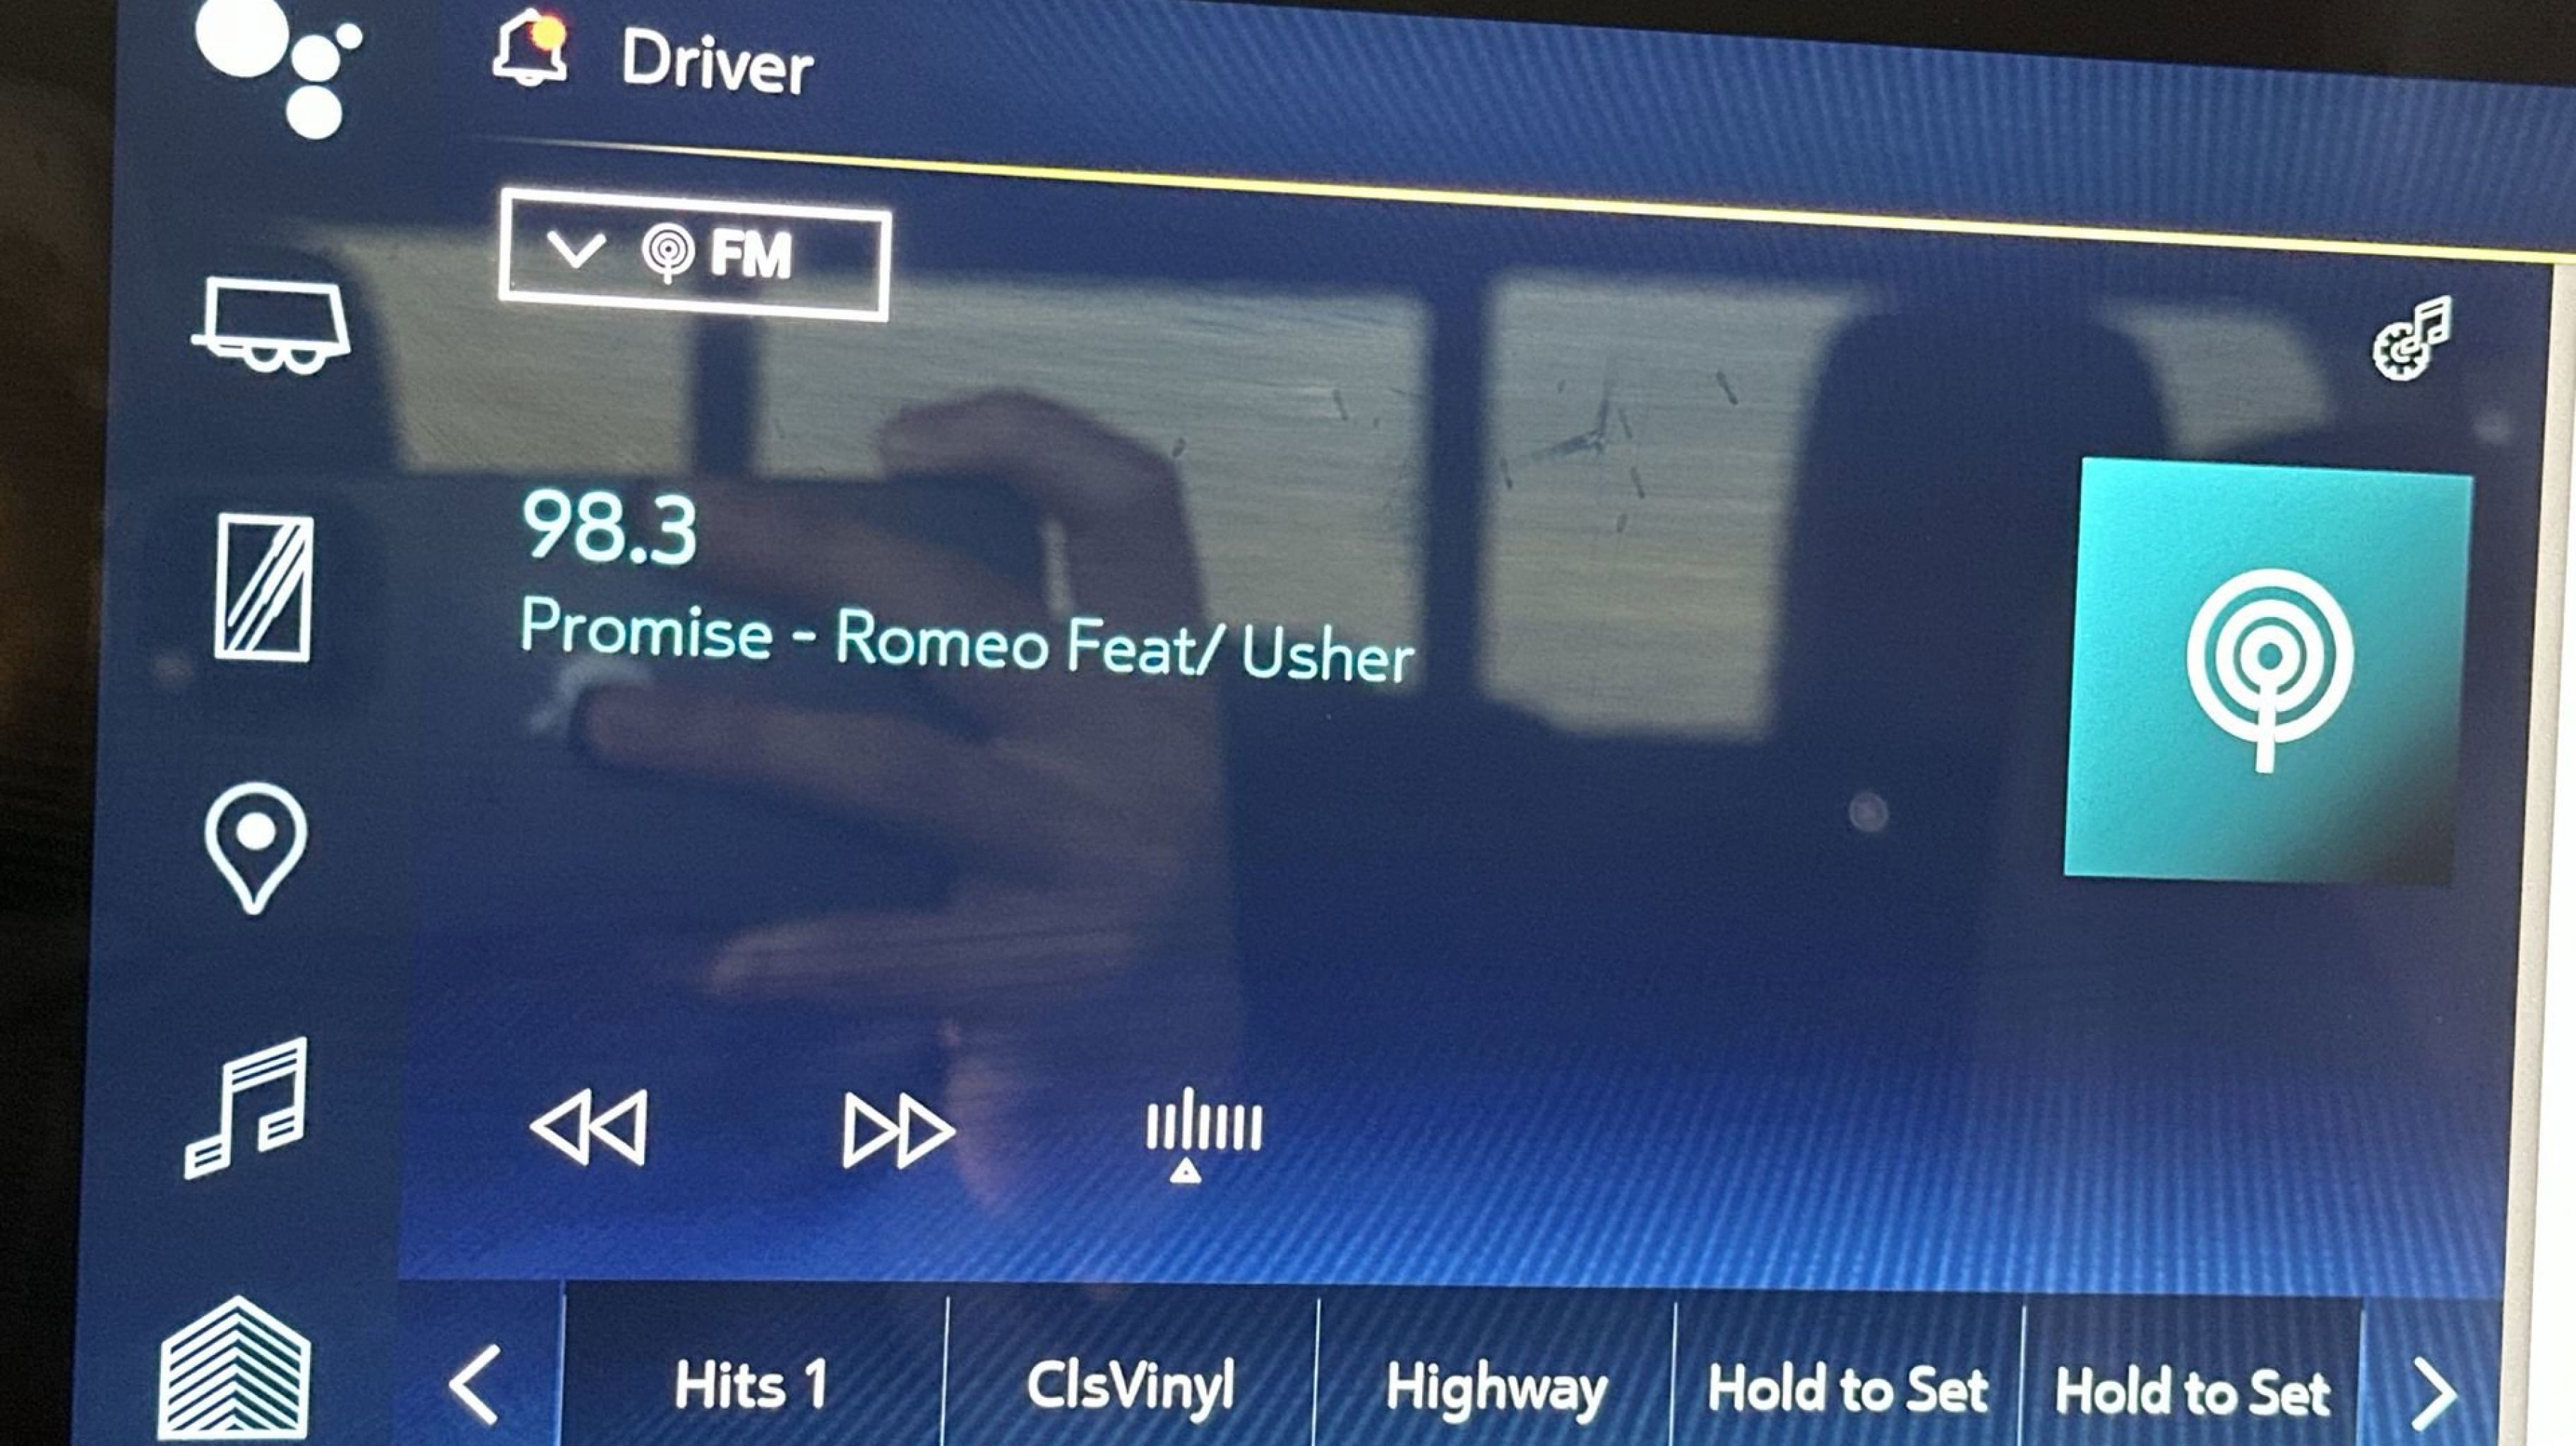 Driver
FM
98.3
Promise - Romeo Feat/ Usher
Hits 1
ClsVinyl
Highway
Hold to Set
Hold to Set